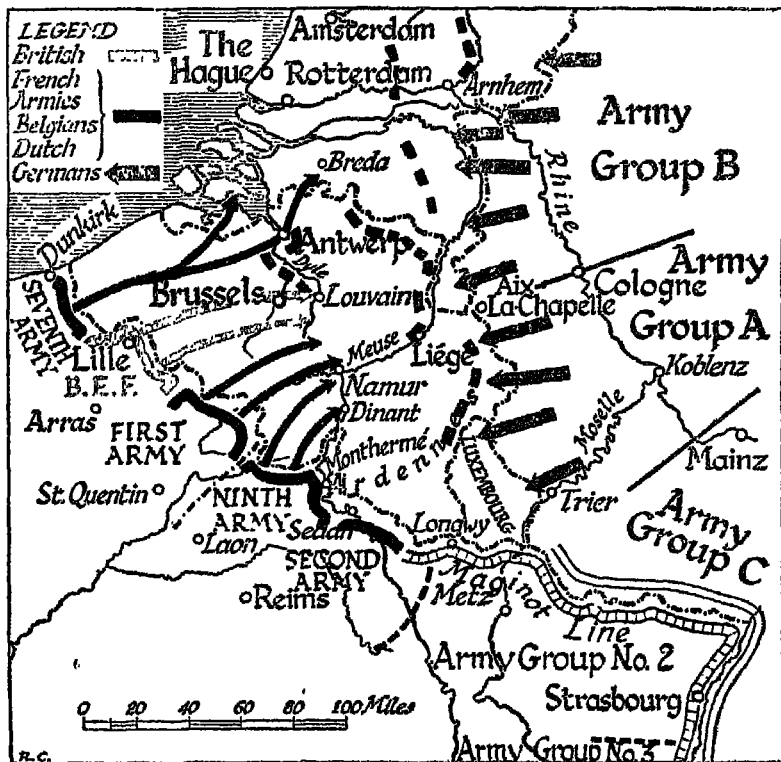 LEGEND
British
French
Armies
Belgians
Dutch
Germans
Amsterdam
The
Hague
Rotterdam
Arnhem
Army
Group B
Rhine
Breda
Dunkirk
Antwerp
Dyle
Brussels
Louvain
Aix
La-Chapelle
Cologne
Army
Group A
SEVENTH
ARMY
Lille
B.E.F.
Meuse
Liége
Koblenz
Namur
Arras
Dinant
FIRST
ARMY
Monthermé
Ardennes
Moselle
LUXEMBOURG
Mainz
St. Quentin
NINTH
ARMY
Trier
Sedan
Longwy
Army
Group C
Laon
SECOND
ARMY
Reims
Metz
Maginot
Line
Army Group No. 2
Strasbourg
0 20 40 60 80 100 Miles
Army Group No. 3
B.C.